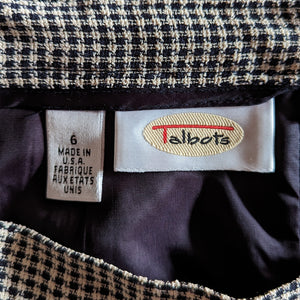 6
MADE IN
U.S.A.
FABRIQUE
AUX ETATS
UNIS
Talbots